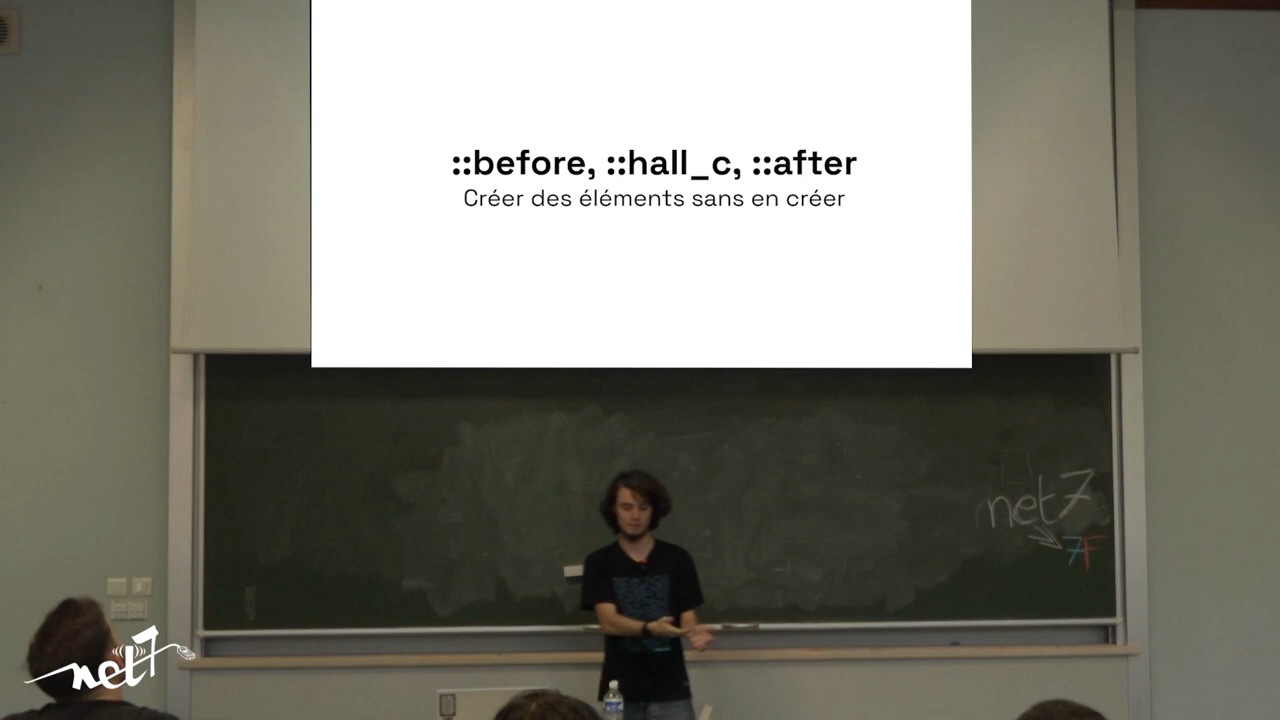 ::before, ::hall_c, ::after
Créer des éléments sans en créer
net7
7F
net7